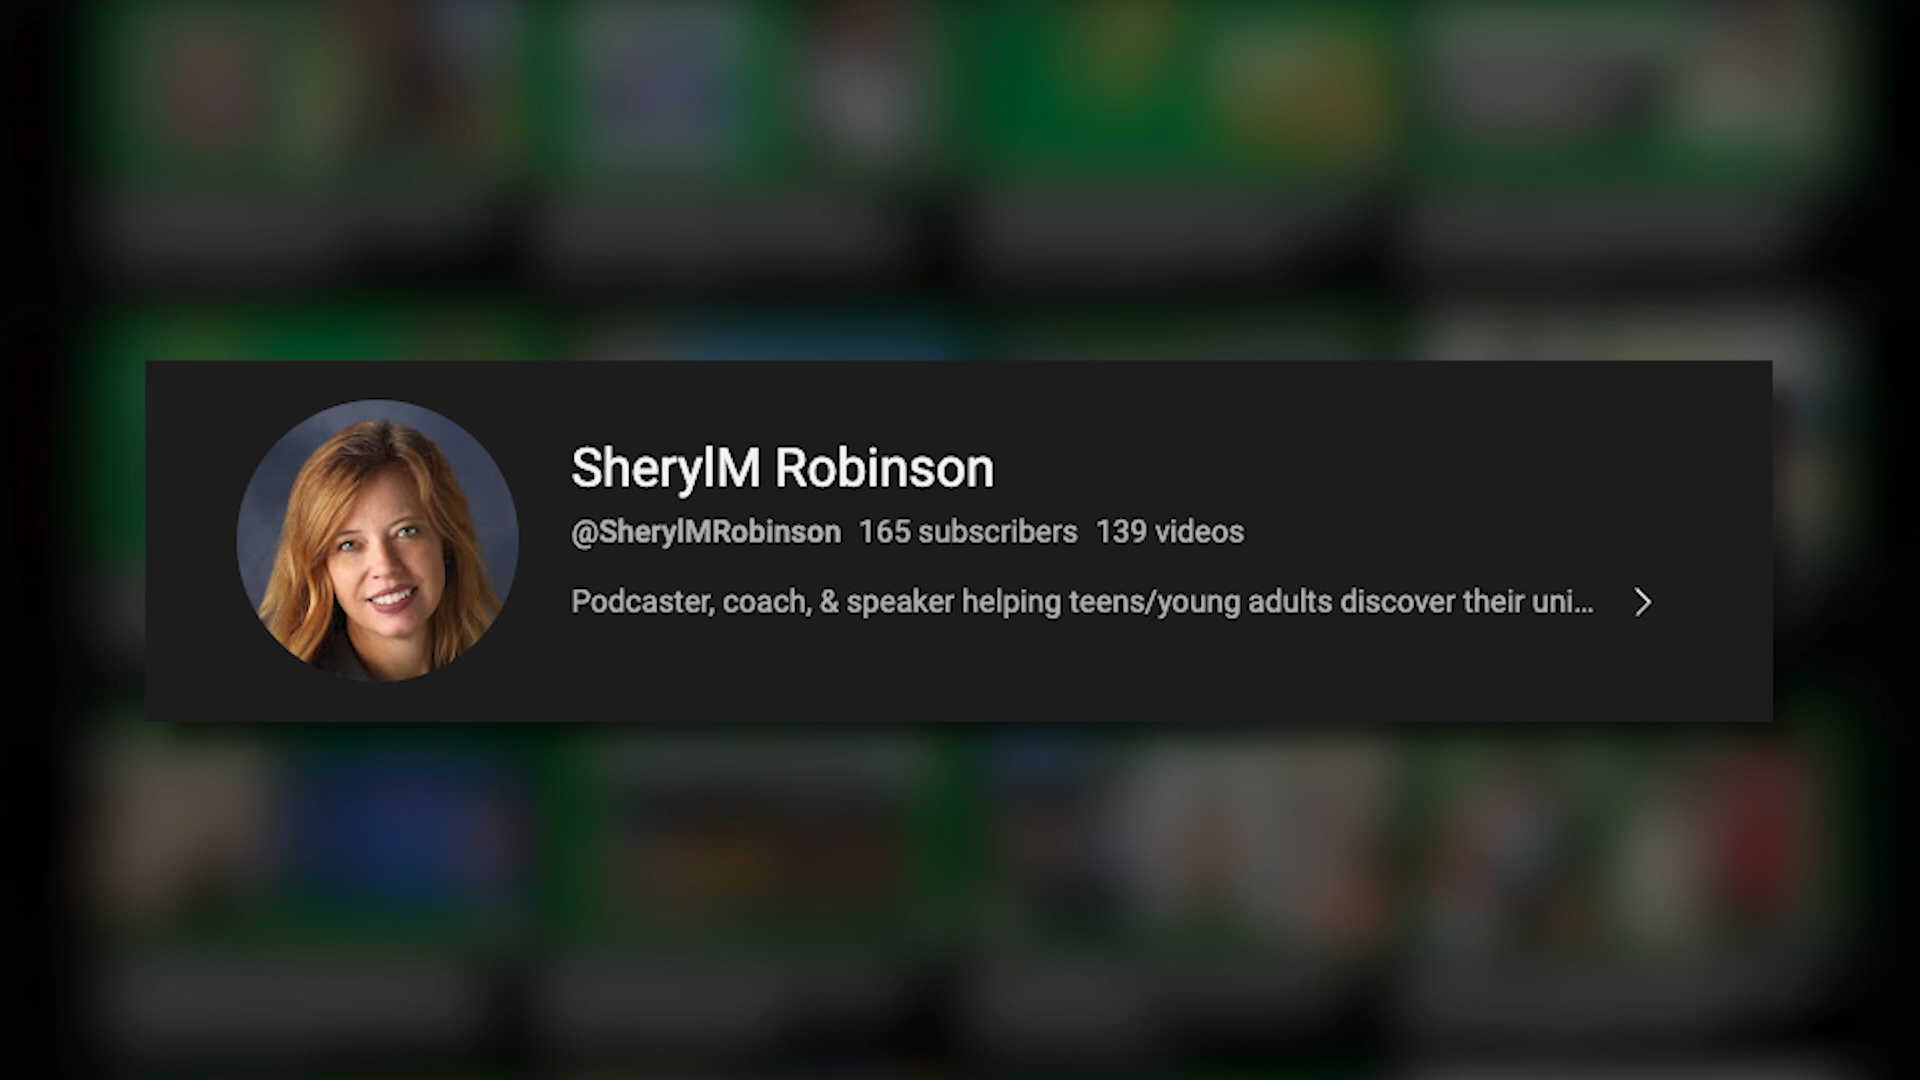 SherylM Robinson
@SherylMRobinson 165 subscribers 139 videos
Podcaster, coach, & speaker helping teens/young adults discover their uni...